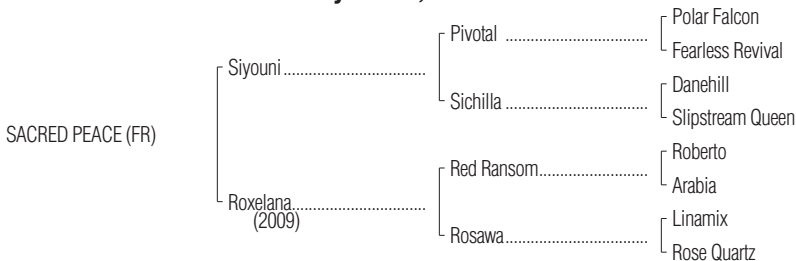 Polar Falcon
Pivotal ......................................
Fearless Revival
Siyouni ......................................
Danehill
Sichilla ......................................
Slipstream Queen
SACRED PEACE (FR)
Roberto
Red Ransom.............................
Arabia
Roxelana....................................
(2009)
Linamix
Rosawa......................................
Rose Quartz